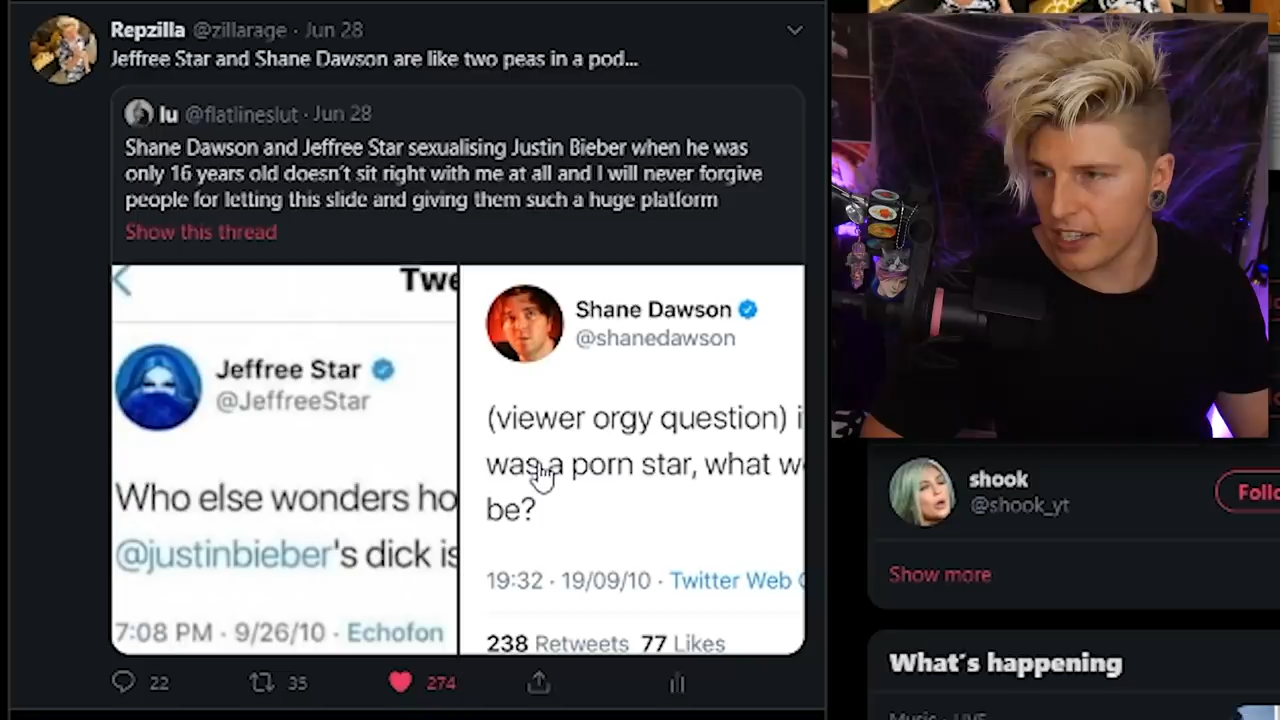 Repzilla @zillarage · Jun 28
Jeffree Star and Shane Dawson are like two peas in a pod...
lu @flatlineslut · Jun 28
Shane Dawson and Jeffree Star sexualising Justin Bieber when he was
only 16 years old doesn't sit right with me at all and I will never forgive
people for letting this slide and giving them such a huge platform
Show this thread
Twe
Jeffree Star
@JeffreeStar
Who else wonders ho
@justinbieber's dick is
7:08 PM · 9/26/10 · Echofon
Shane Dawson
@shanedawson
(viewer orgy question) i
was a porn star, what w
be?
19:32 · 19/09/10 · Twitter Web
238 Retweets 77 Likes
22 35 274
shook
@shook_yt
Follo
Show more
What's happening
Music · LIVE